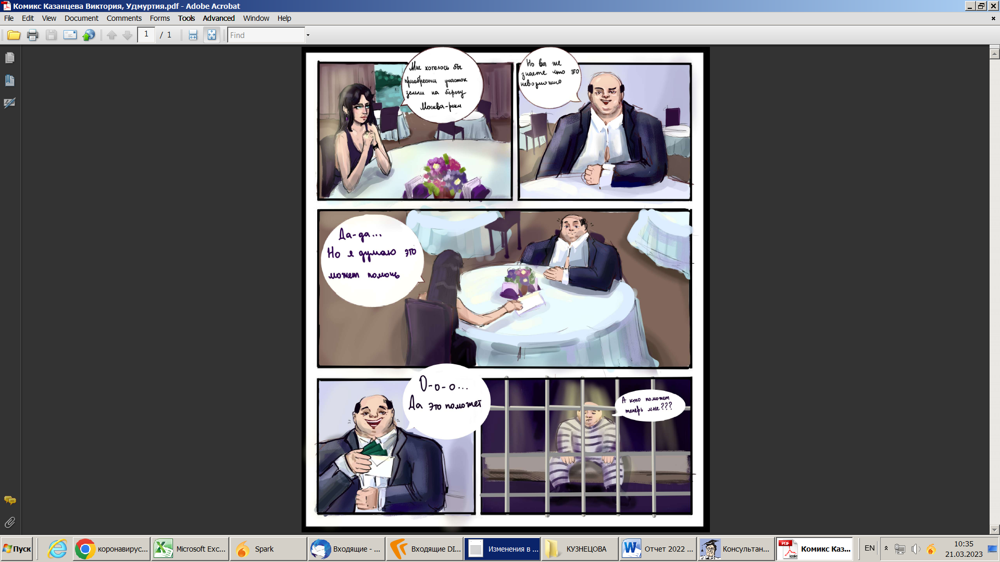 Комикс Казанцева Виктория, Удмуртия.pdf - Adobe Acrobat
File Edit View Document Comments Forms Tools Advanced Window Help
1 / 1 Find
Мне хотелось бы
приобрести участок
земли на берегу
Москва-реки
Но вы же
знаете что это
невозможно
Да-да...
Но я думаю это
может помочь
О-о-о...
Да это поможет
А кто поможет
теперь мне???
Пуск
коронавирус...
Microsoft Exc...
Spark
Входящие - ...
Входящие DI...
Изменения в ...
КУЗНЕЦОВА
Отчет 2022 ...
Консультан...
PDF
Adobe
Комикс Каз...
EN
10:35
21.03.2023